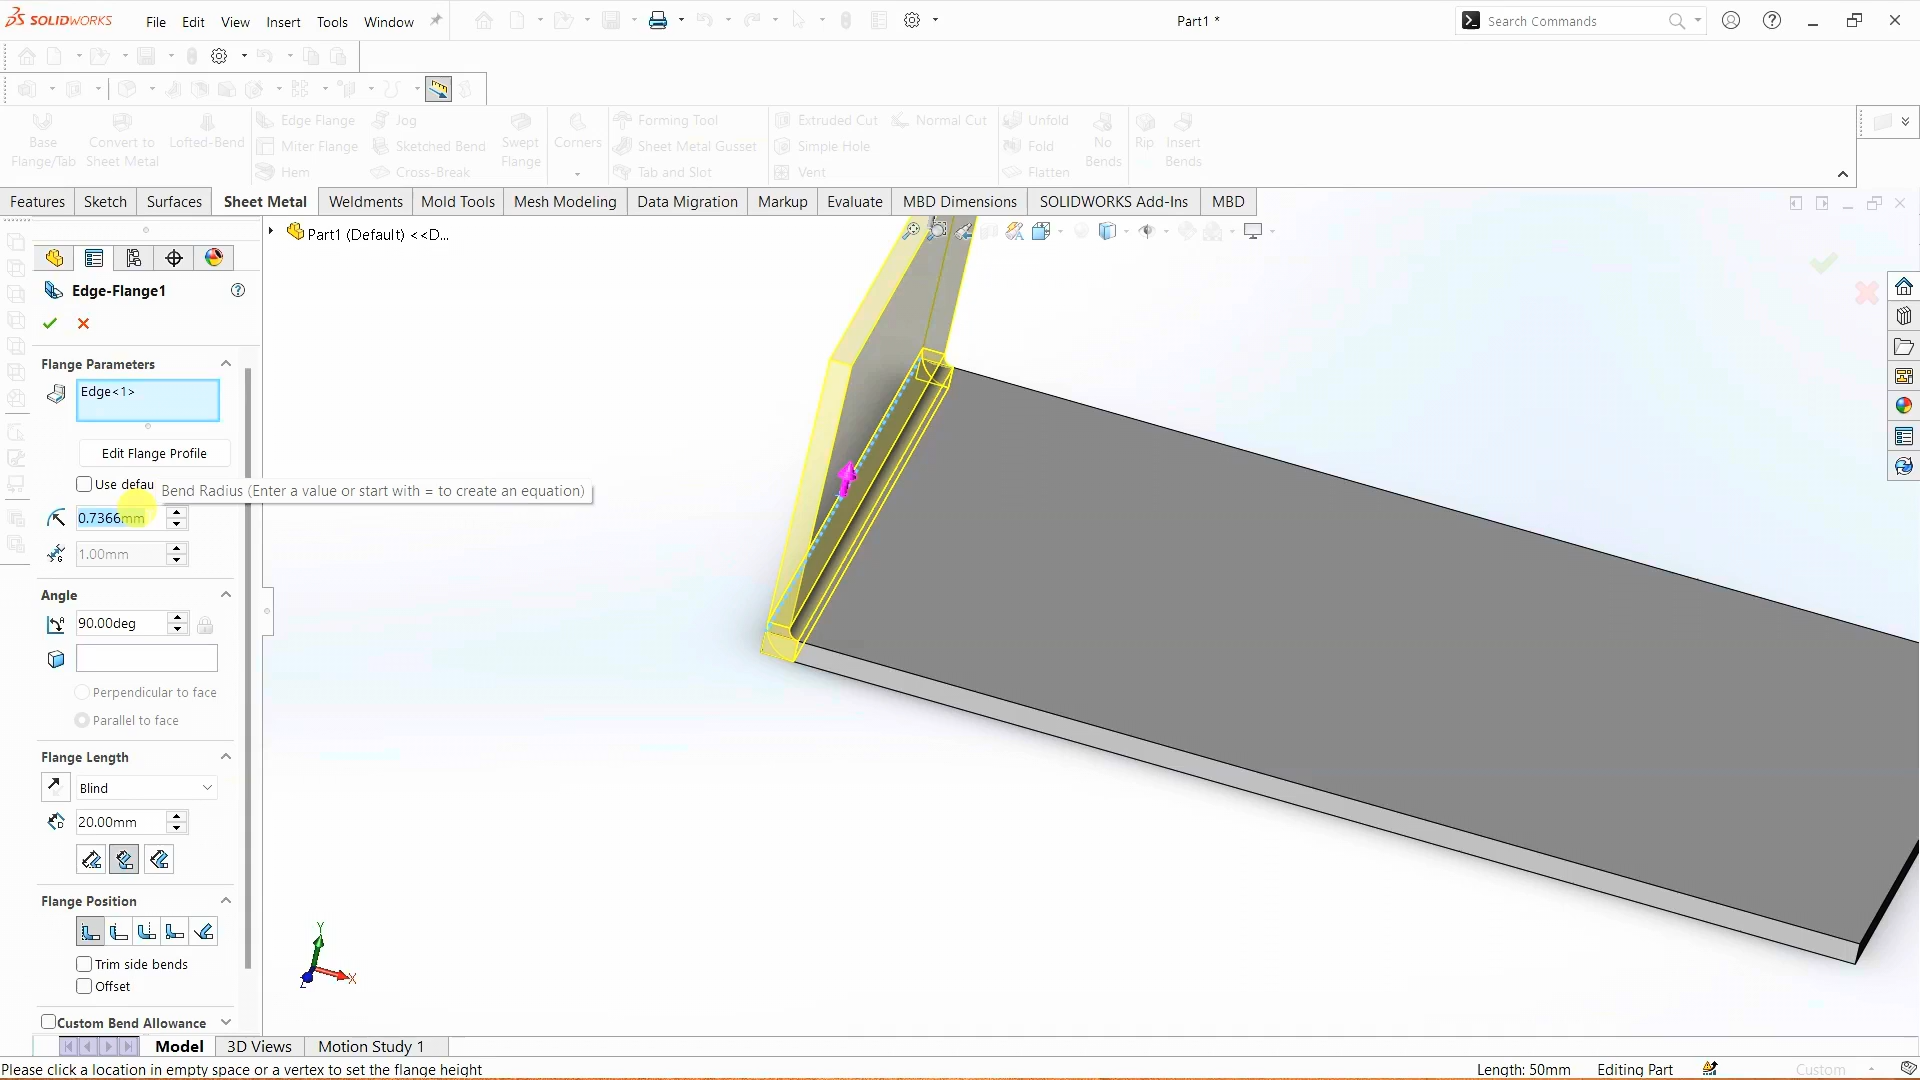 SOLIDWORKS File Edit View Insert Tools Window Part1 * Search Commands
Base Flange/Tab Convert to Sheet Metal Lofted-Bend Edge Flange Miter Flange Hem Jog Sketched Bend Cross-Break Swept Flange Corners Forming Tool Sheet Metal Gusset Tab and Slot Extruded Cut Simple Hole Vent Normal Cut Unfold Fold Flatten No Bends Rip Insert Bends
Features Sketch Surfaces Sheet Metal Weldments Mold Tools Mesh Modeling Data Migration Markup Evaluate MBD Dimensions SOLIDWORKS Add-Ins MBD
Part1 (Default) <<D...
Edge-Flange1
Flange Parameters
Edge<1>
Edit Flange Profile
Use defau
Bend Radius (Enter a value or start with = to create an equation)
0.7366mm
1.00mm
Angle
90.00deg
Perpendicular to face
Parallel to face
Flange Length
Blind
20.00mm
Flange Position
Trim side bends
Offset
Custom Bend Allowance
Y
X
Z
Model 3D Views Motion Study 1
Please click a location in empty space or a vertex to set the flange height Length: 50mm Editing Part Custom